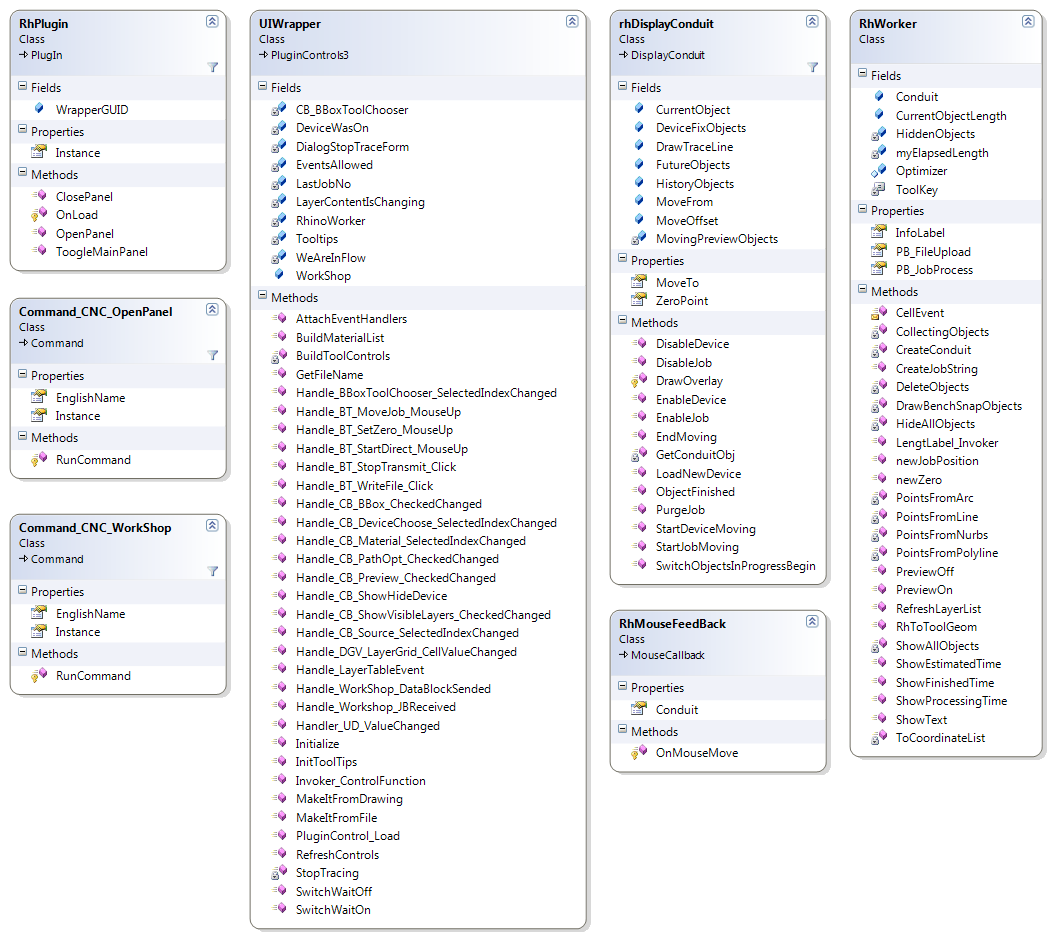 RhPlugin
Class
PlugIn
Fields
WrapperGUID
Properties
Instance
Methods
ClosePanel
OnLoad
OpenPanel
ToogleMainPanel
Command_CNC_OpenPanel
Class
Command
Properties
EnglishName
Instance
Methods
RunCommand
Command_CNC_WorkShop
Class
Command
Properties
EnglishName
Instance
Methods
RunCommand
UIWrapper
Class
PluginControls3
Fields
CB_BBoxToolChooser
DeviceWasOn
DialogStopTraceForm
EventsAllowed
LastJobNo
LayerContentIsChanging
RhinoWorker
Tooltips
WeAreInFlow
WorkShop
Methods
AttachEventHandlers
BuildMaterialList
BuildToolControls
GetFileName
Handle_BBoxToolChooser_SelectedIndexChanged
Handle_BT_MoveJob_MouseUp
Handle_BT_SetZero_MouseUp
Handle_BT_StartDirect_MouseUp
Handle_BT_StopTransmit_Click
Handle_BT_WriteFile_Click
Handle_CB_BBox_CheckedChanged
Handle_CB_DeviceChoose_SelectedIndexChanged
Handle_CB_Material_SelectedIndexChanged
Handle_CB_PathOpt_CheckedChanged
Handle_CB_Preview_CheckedChanged
Handle_CB_ShowHideDevice
Handle_CB_ShowVisibleLayers_CheckedChanged
Handle_CB_Source_SelectedIndexChanged
Handle_DGV_LayerGrid_CellValueChanged
Handle_LayerTableEvent
Handle_WorkShop_DataBlockSended
Handle_Workshop_JBReceived
Handler_UD_ValueChanged
Initialize
InitToolTips
Invoker_ControlFunction
MakeItFromDrawing
MakeItFromFile
PluginControl_Load
RefreshControls
StopTracing
SwitchWaitOff
SwitchWaitOn
rhDisplayConduit
Class
DisplayConduit
Fields
CurrentObject
DeviceFixObjects
DrawTraceLine
FutureObjects
HistoryObjects
MoveFrom
MoveOffset
MovingPreviewObjects
Properties
MoveTo
ZeroPoint
Methods
DisableDevice
DisableJob
DrawOverlay
EnableDevice
EnableJob
EndMoving
GetConduitObj
LoadNewDevice
ObjectFinished
PurgeJob
StartDeviceMoving
StartJobMoving
SwitchObjectsInProgressBegin
RhMouseFeedBack
Class
MouseCallback
Properties
Conduit
Methods
OnMouseMove
RhWorker
Class
Fields
Conduit
CurrentObjectLength
HiddenObjects
myElapsedLength
Optimizer
ToolKey
Properties
InfoLabel
PB_FileUpload
PB_JobProcess
Methods
CellEvent
CollectingObjects
CreateConduit
CreateJobString
DeleteObjects
DrawBenchSnapObjects
HideAllObjects
LengtLabel_Invoker
newJobPosition
newZero
PointsFromArc
PointsFromLine
PointsFromNurbs
PointsFromPolyline
PreviewOff
PreviewOn
RefreshLayerList
RhToToolGeom
ShowAllObjects
ShowEstimatedTime
ShowFinishedTime
ShowProcessingTime
ShowText
ToCoordinateList